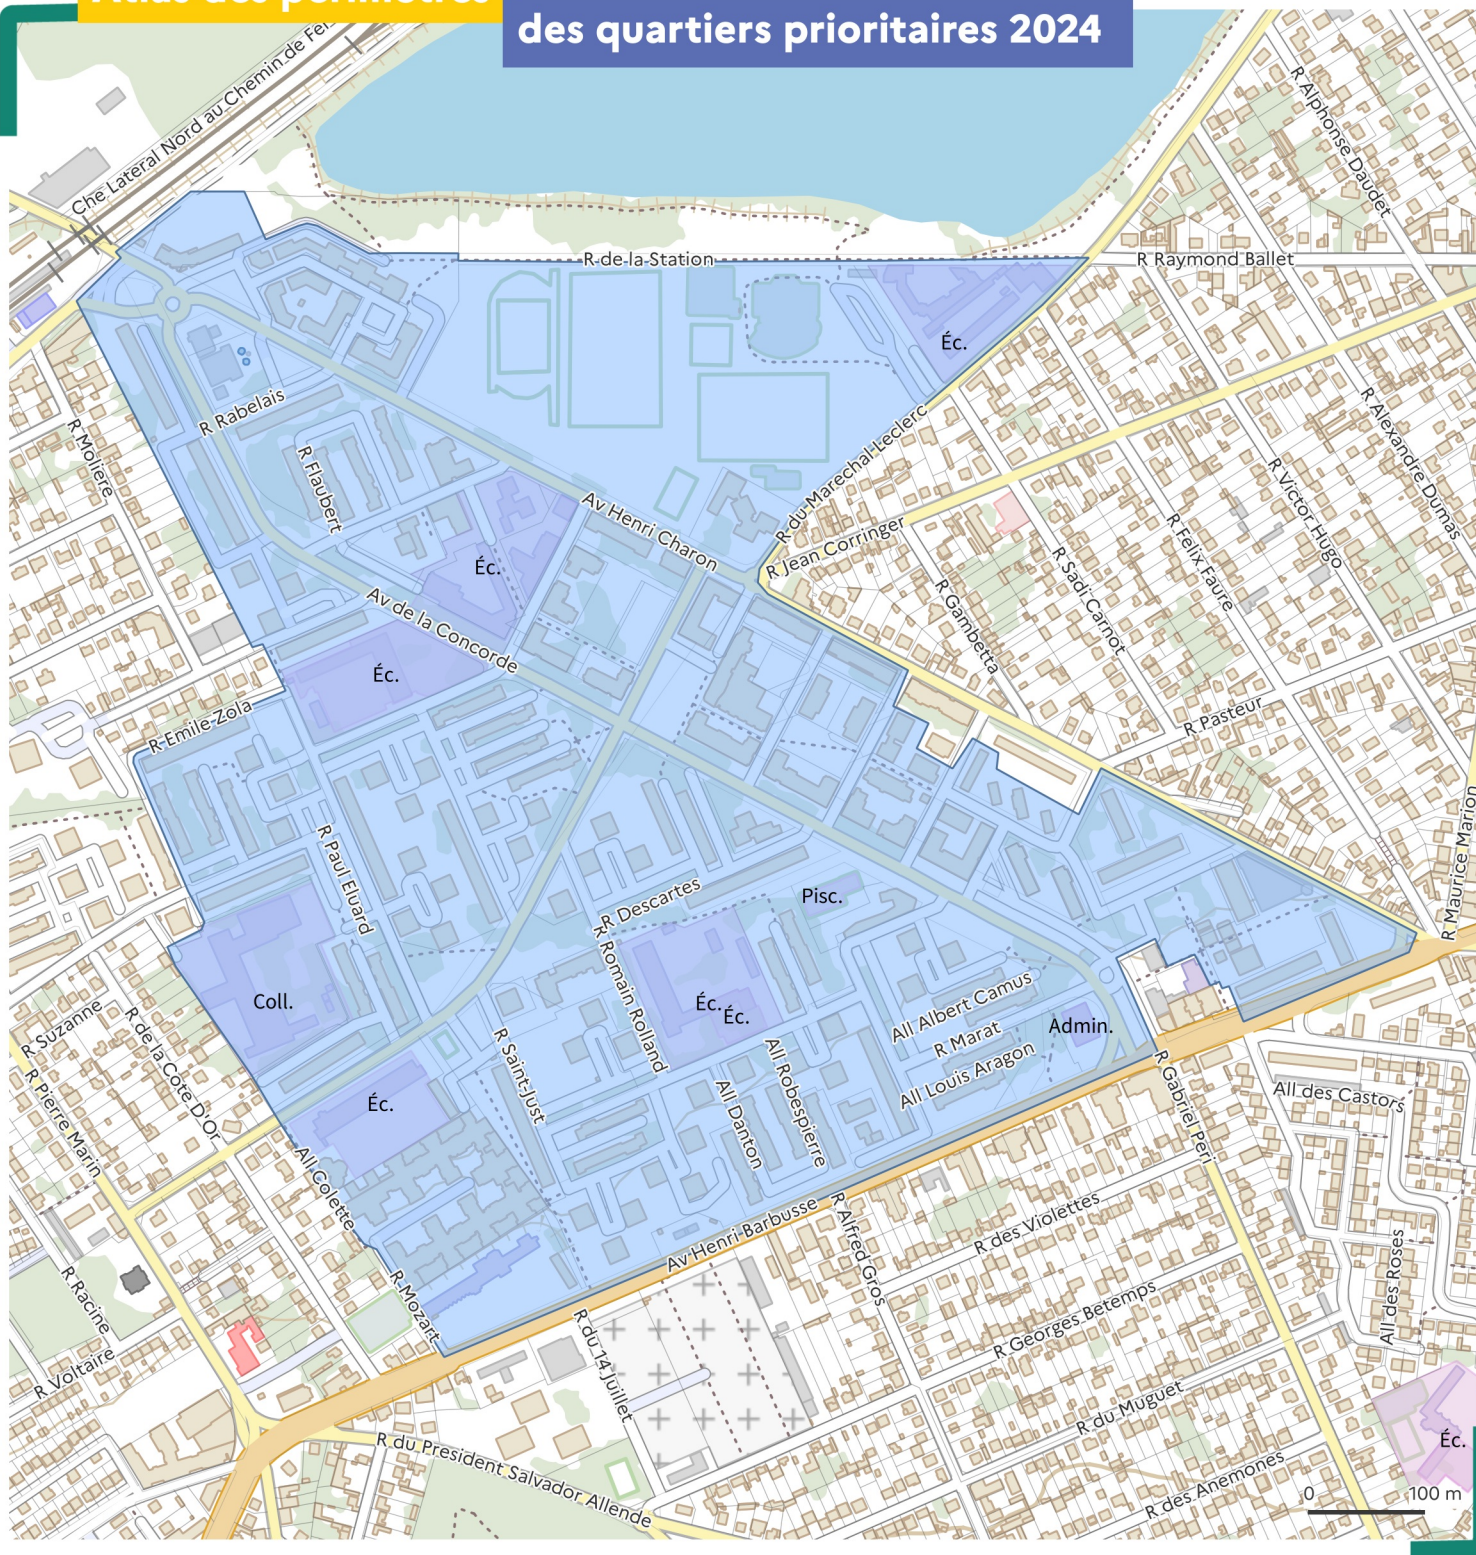 Atlas des périmètres
des quartiers prioritaires 2024
Che Lateral Nord au Chemin de Fer
R Alphonse Daudet
R de la Station
R Raymond Ballet
Éc.
R Rabelais
R Moliere
R Flaubert
R du Marechal Leclerc
R Alexandre Dumas
R Victor Hugo
Av Henri Charon
R Jean Corringer
R Felix Faure
R Sadi Carnot
R Gambetta
Éc.
Av de la Concorde
Éc.
R Emile Zola
R Pasteur
R Maurice Marion
R Paul Eluard
R Descartes
Pisc.
R Romain Rolland
Coll.
Éc.
Éc.
All Albert Camus
R Marat
All Louis Aragon
Admin.
R Suzanne
R de la Cote D'or
R Pierre Marin
R Saint-Just
All Robespierre
All Danton
R Gabriel Peri
All des Castors
Éc.
All Colette
R Mozart
Av Henri Barbusse
R Alfred Gros
R des Violettes
R Georges Betemps
All des Roses
R Racine
R Voltaire
R du 14 Juillet
R du Muguet
R du President Salvador Allende
R des Anemones
Éc.
0 100 m